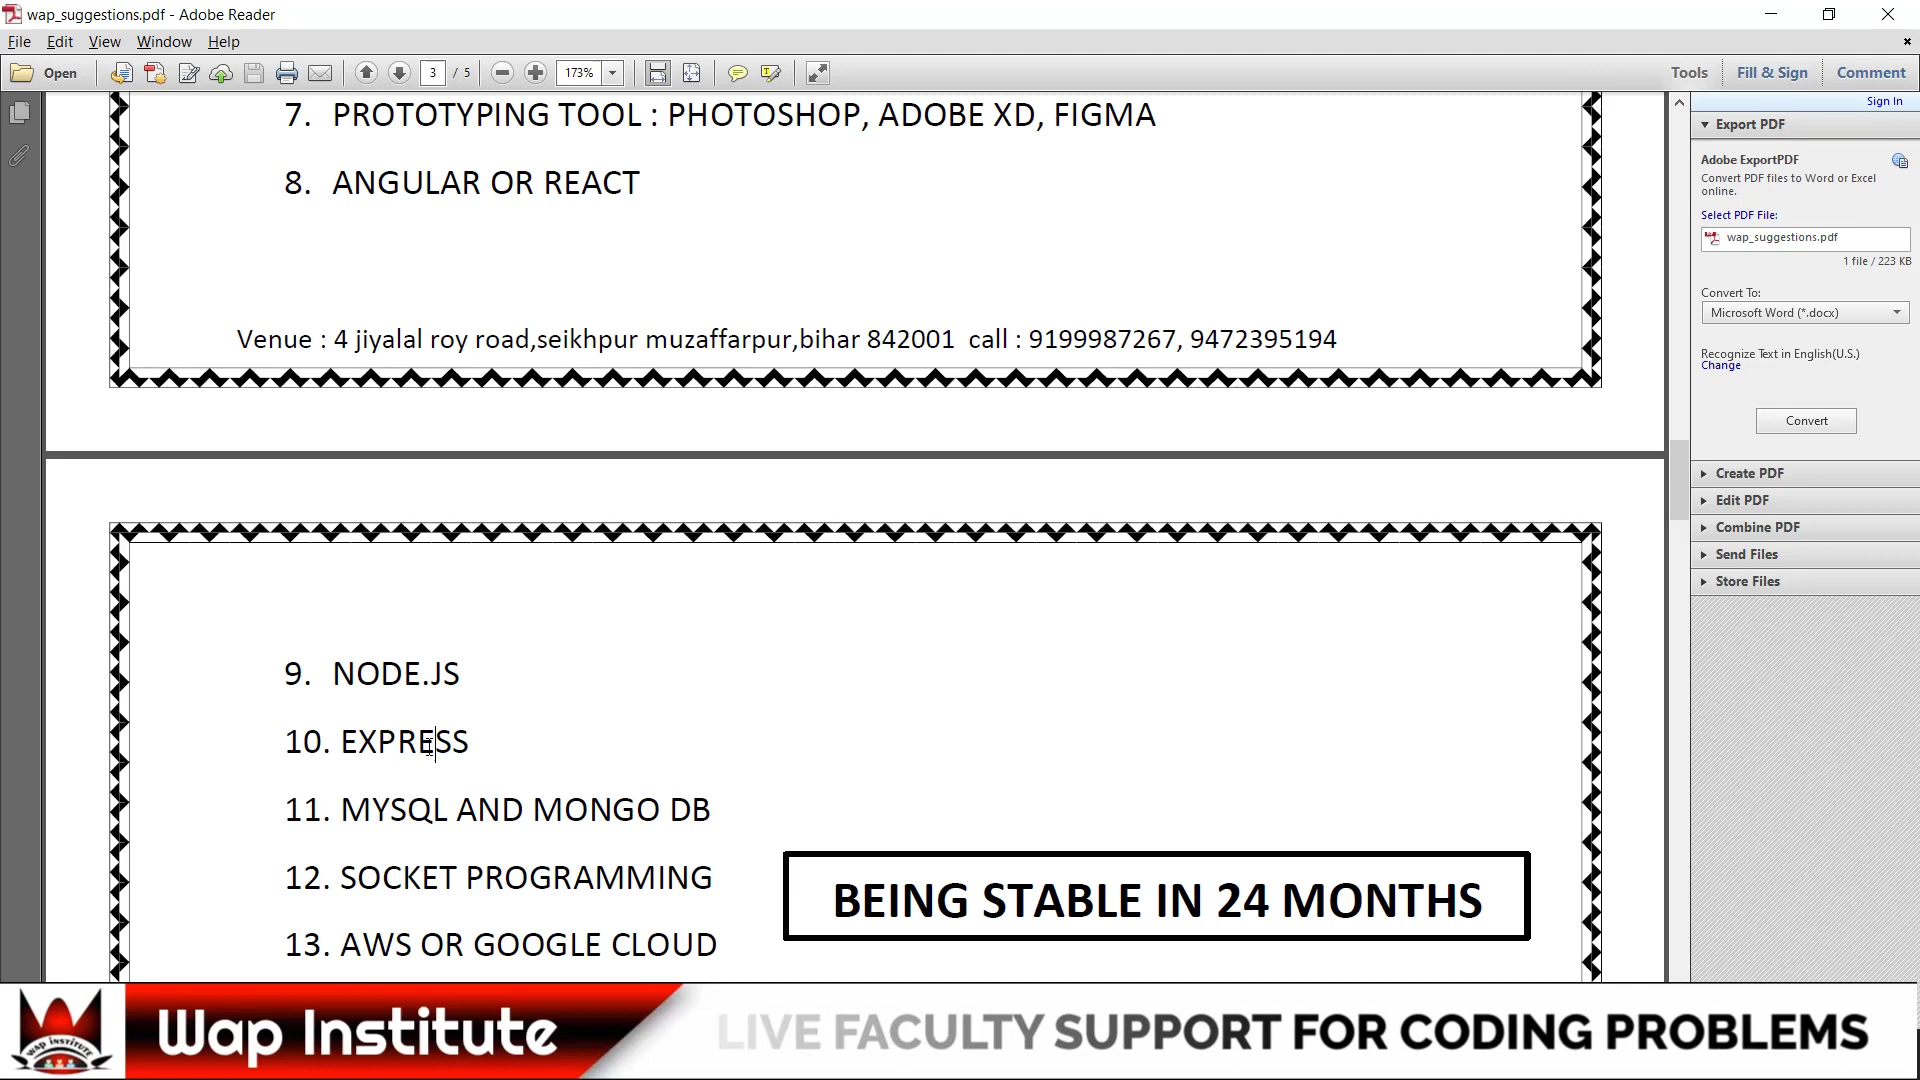 wap_suggestions.pdf - Adobe Reader
File Edit View Window Help
Open 3 / 5 173% Tools Fill & Sign Comment
Sign In
7. PROTOTYPING TOOL : PHOTOSHOP, ADOBE XD, FIGMA
8. ANGULAR OR REACT
Venue : 4 jiyalal roy road,seikhpur muzaffarpur,bihar 842001 call : 9199987267, 9472395194
9. NODE.JS
10. EXPRESS
11. MYSQL AND MONGO DB
12. SOCKET PROGRAMMING
13. AWS OR GOOGLE CLOUD
BEING STABLE IN 24 MONTHS
Export PDF
Adobe ExportPDF
Convert PDF files to Word or Excel
online.
Select PDF File:
wap_suggestions.pdf
1 file / 223 KB
Convert To:
Microsoft Word (*.docx)
Recognize Text in English(U.S.)
Change
Convert
Create PDF
Edit PDF
Combine PDF
Send Files
Store Files
WAP INSTITUTE
Wap Institute
LIVE FACULTY SUPPORT FOR CODING PROBLEMS